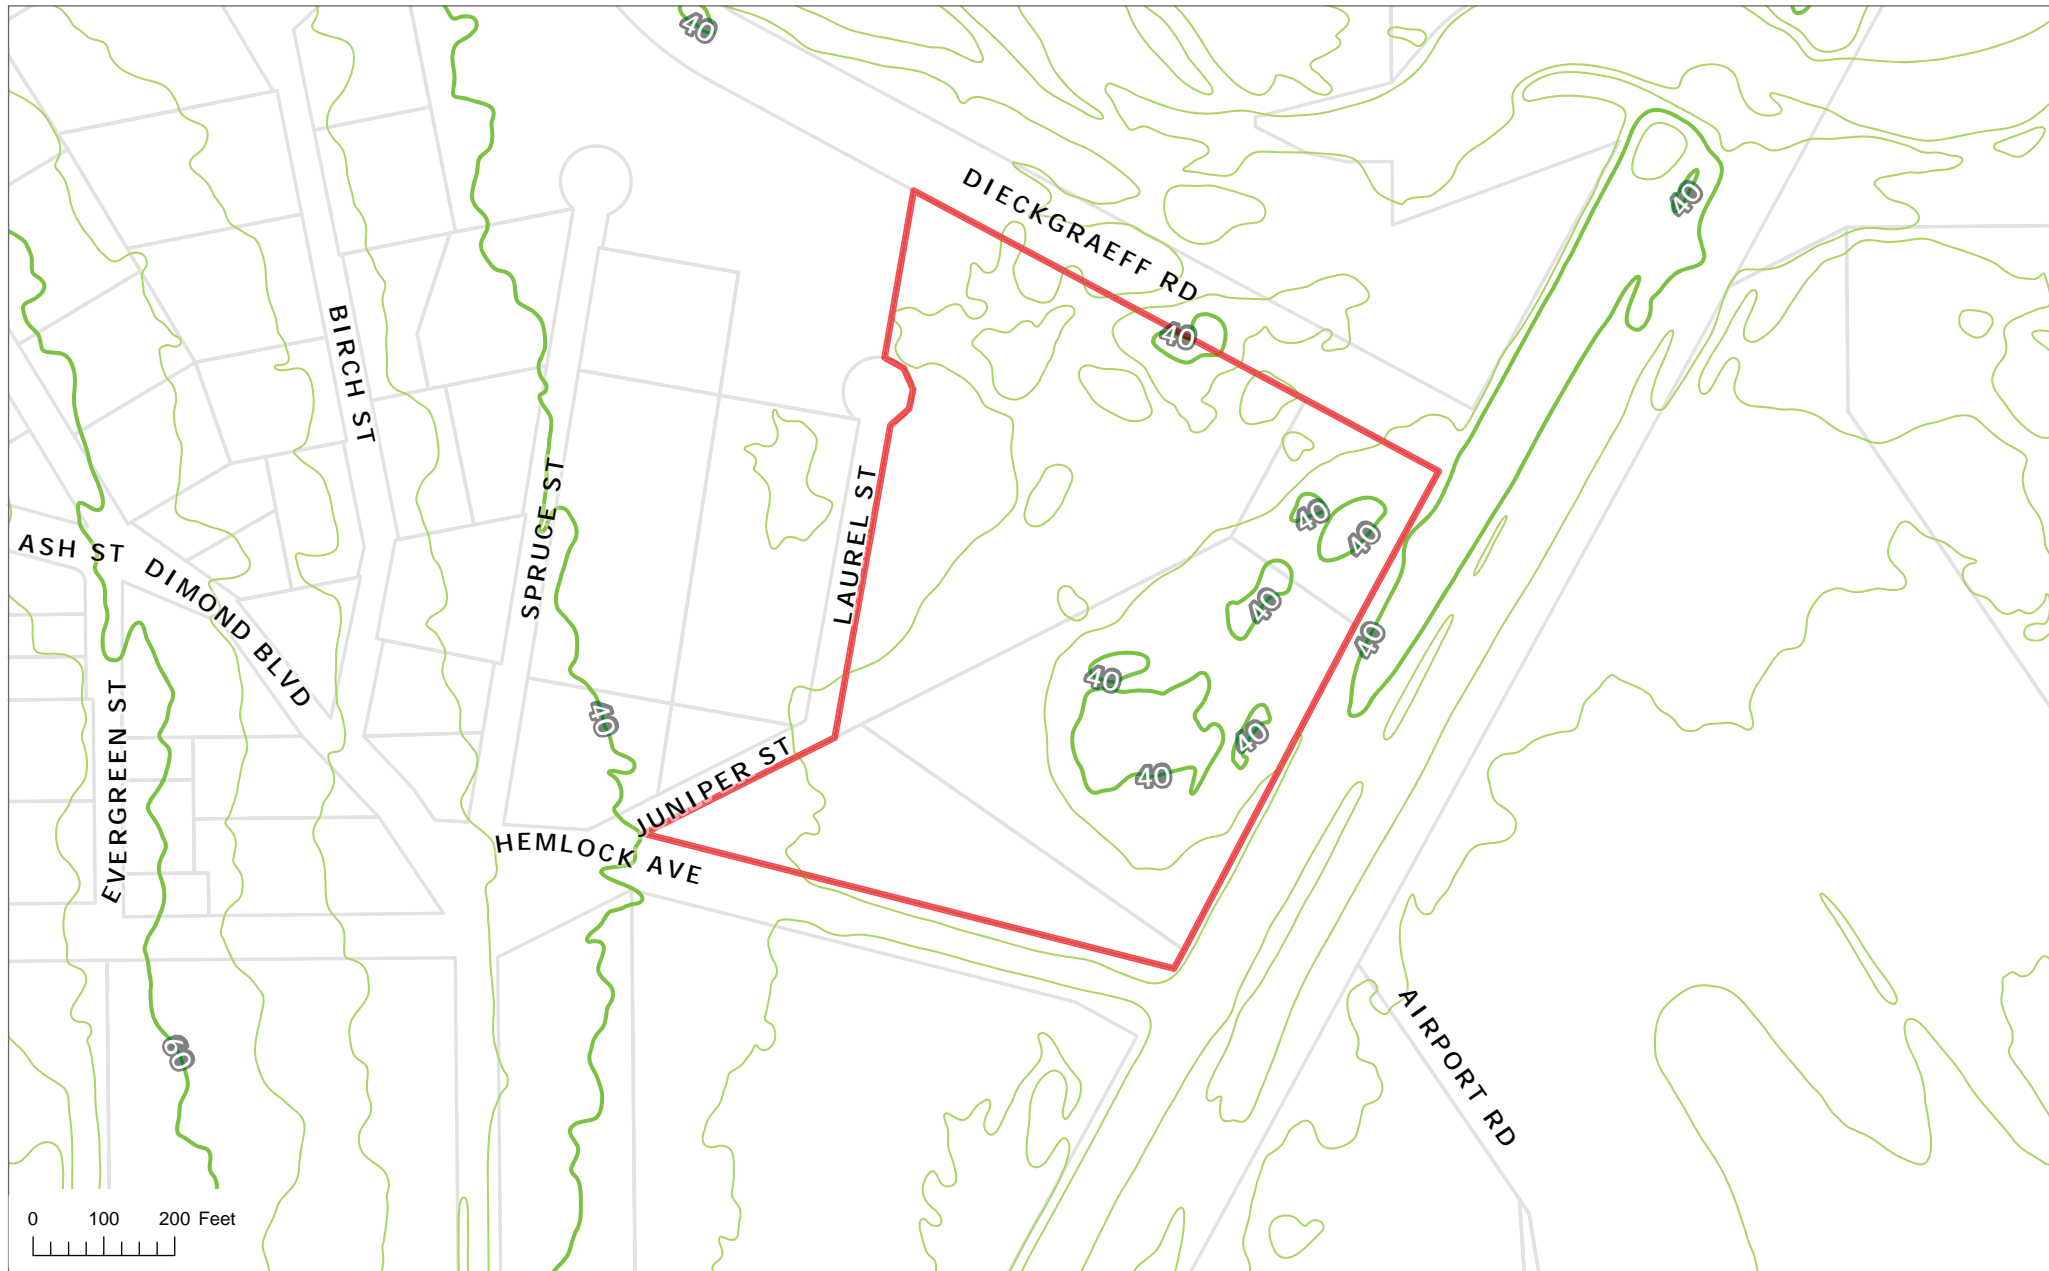 40
DIECKGRAEFF RD
40
BIRCH ST
40
SPRUCE ST
LAUREL ST
40
40
ASH ST
DIMOND BLVD
40
40
40
EVERGREEN ST
40
JUNIPER ST
40
40
HEMLOCK AVE
AIRPORT RD
60
0 100 200 Feet